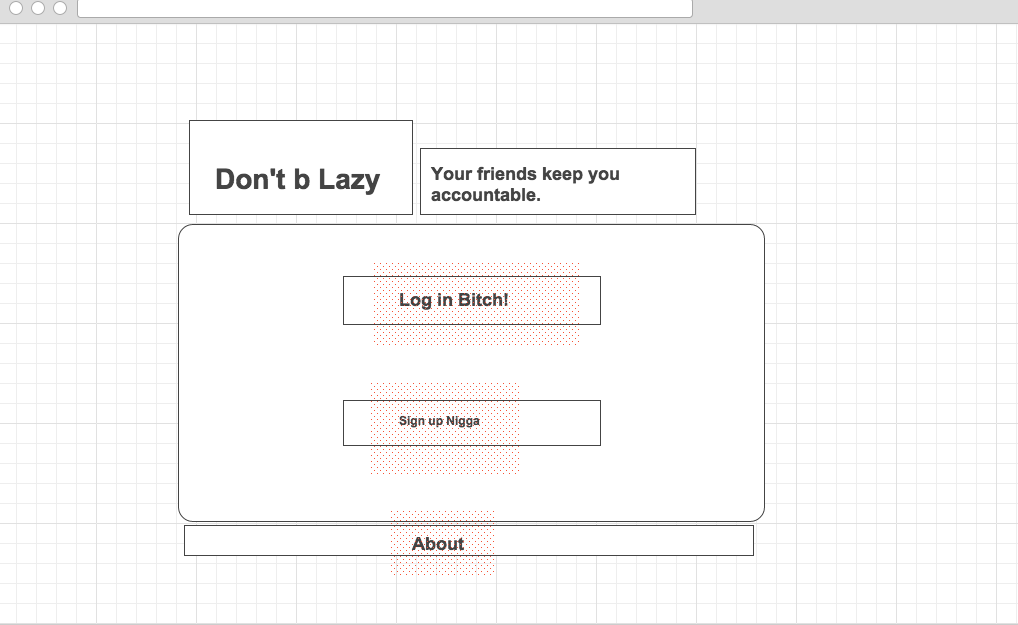 Don't b Lazy
Your friends keep you
accountable.
Log in Bitch!
Sign up Nigga
About